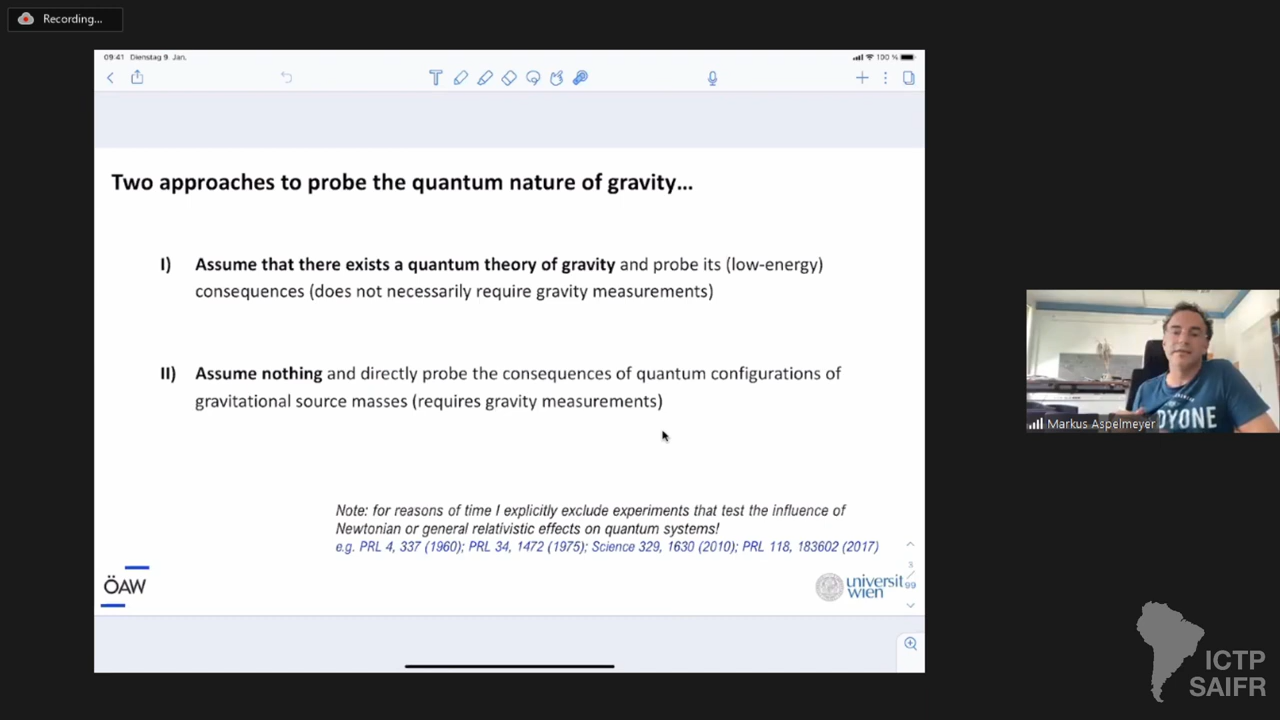 Recording...
09:41 Dienstag 9. Jan.
100 %
Two approaches to probe the quantum nature of gravity...
I) Assume that there exists a quantum theory of gravity and probe its (low-energy)
consequences (does not necessarily require gravity measurements)
II) Assume nothing and directly probe the consequences of quantum configurations of
gravitational source masses (requires gravity measurements)
Note: for reasons of time I explicitly exclude experiments that test the influence of
Newtonian or general relativistic effects on quantum systems!
e.g. PRL 4, 337 (1960); PRL 34, 1472 (1975); Science 329, 1630 (2010); PRL 118, 183602 (2017)
ÖAW
universit
wien
99
OYONE
Markus Aspelmeyer
ICTP
SAIFR